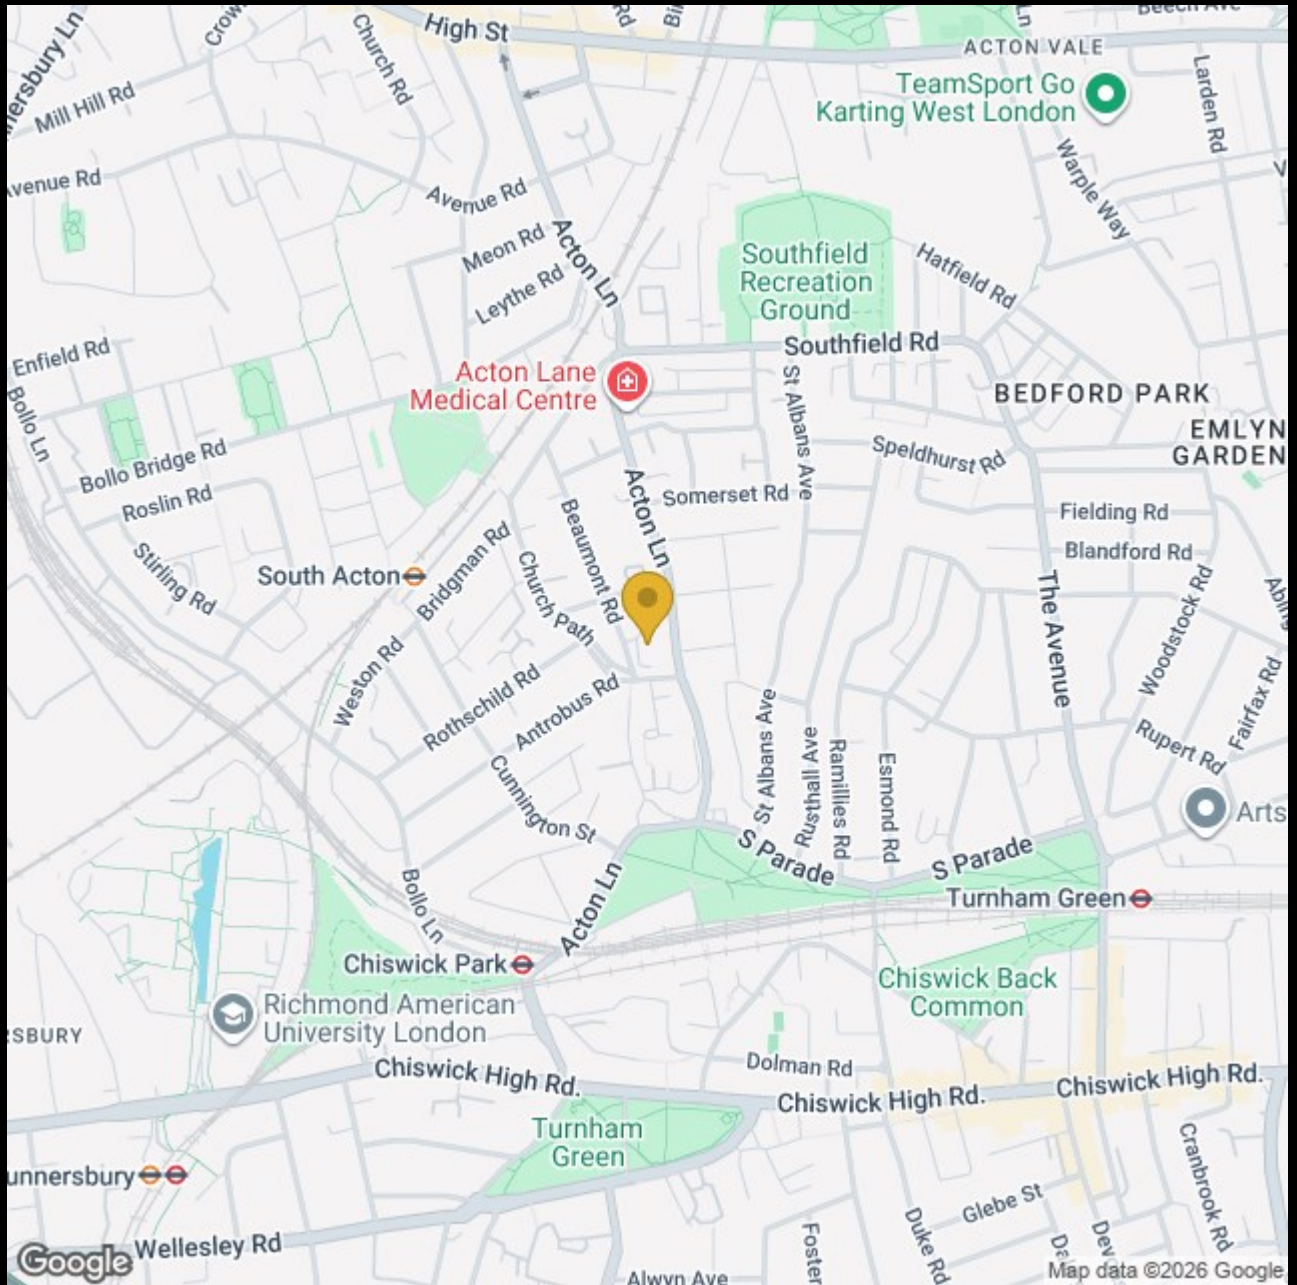 High St
Church Rd
Mill Hill Rd
ACTON VALE
TeamSport Go
Karting West London
Larden Rd
Warple Way
Avenue Rd
Meon Rd
Leythe Rd
Acton Ln
Southfield
Recreation
Ground
Hatfield Rd
Southfield Rd
Enfield Rd
Bollo Ln
Acton Lane
Medical Centre
St Albans Ave
BEDFORD PARK
EMLYN
GARDEN
Speldhurst Rd
Bollo Bridge Rd
Roslin Rd
Acton Ln
Somerset Rd
Fielding Rd
Blandford Rd
Beaumont Rd
Bridgman Rd
Church Path
Stirling Rd
South Acton
The Avenue
Woodstock Rd
Weston Rd
Rothschild Rd
Antrobus Rd
Fairfax Rd
Rupert Rd
St Albans Ave
Rusthall Ave
Ramillies Rd
Esmond Rd
Cunnington St
Arts
S Parade
S Parade
Turnham Green
Bollo Ln
Acton Ln
Chiswick Park
Chiswick Back
Common
Richmond American
University London
Dolman Rd
Chiswick High Rd.
Chiswick High Rd.
Chiswick High Rd.
Turnham
Green
Cranbrook Rd
Glebe St
Duke Rd
Wellesley Rd
Alwyn Ave
Google
Map data ©2026 Google